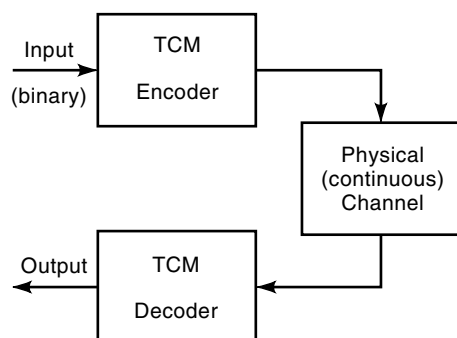 Input
(binary)
TCM
Encoder
Physical
(continuous)
Channel
Output
TCM
Decoder